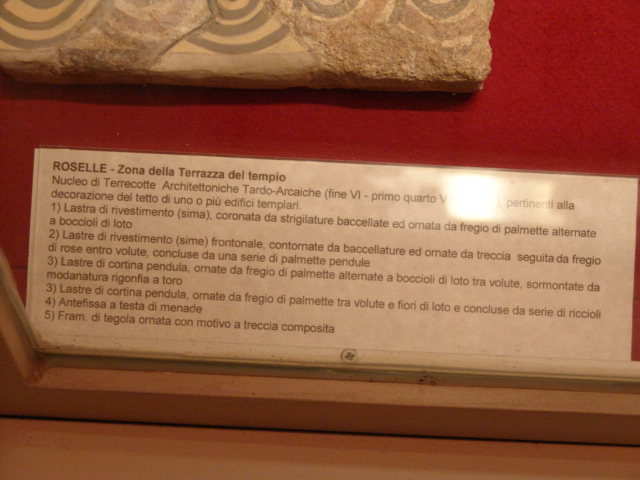 ROSELLE - Zona della Terrazza del tempio
Nucleo di Terrecotte Architettoniche Tardo-Arcaiche (fine VI - primo quarto V ), pertinenti alla
decorazione del tetto di uno o più edifici templari.
1) Lastra di rivestimento (sima), coronata da strigilature baccellate ed ornata da fregio di palmette alternate
a boccioli di loto
2) Lastre di rivestimento (sime) frontonale, contornate da baccellature ed ornate da treccia seguita da fregio
di rose entro volute, concluse da una serie di palmette pendule
3) Lastre di cortina pendula, ornate da fregio di palmette alternate a boccioli di loto tra volute, sormontate da
modanatura rigonfia a toro
3) Lastre di cortina pendula, ornate da fregio di palmette tra volute e fiori di loto e concluse da serie di riccioli
4) Antefissa a testa di menade
5) Fram. di tegola ornata con motivo a treccia composita